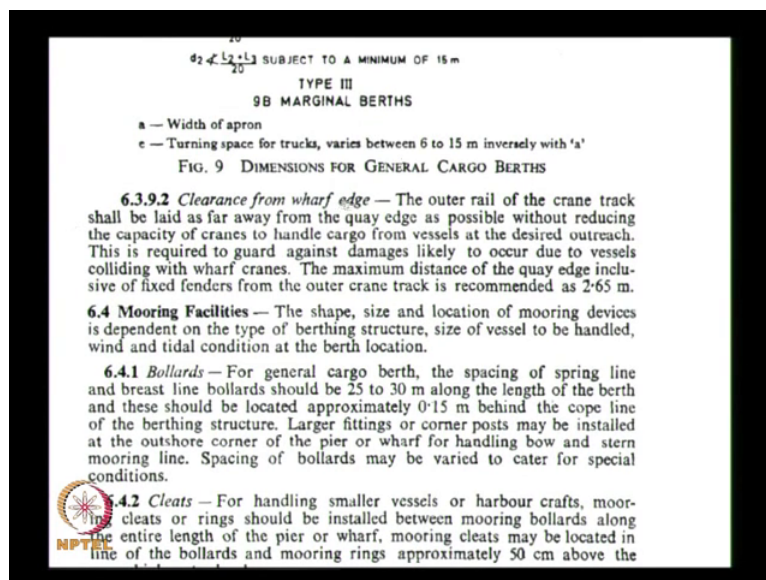 20
d2 ≮ L2+L3 SUBJECT TO A MINIMUM OF 15 m
20
TYPE III
9B MARGINAL BERTHS
a — Width of apron
e — Turning space for trucks, varies between 6 to 15 m inversely with 'a'
FIG. 9 DIMENSIONS FOR GENERAL CARGO BERTHS
6.3.9.2 Clearance from wharf edge — The outer rail of the crane track
shall be laid as far away from the quay edge as possible without reducing
the capacity of cranes to handle cargo from vessels at the desired outreach.
This is required to guard against damages likely to occur due to vessels
colliding with wharf cranes. The maximum distance of the quay edge inclu-
sive of fixed fenders from the outer crane track is recommended as 2·65 m.
6.4 Mooring Facilities — The shape, size and location of mooring devices
is dependent on the type of berthing structure, size of vessel to be handled,
wind and tidal condition at the berth location.
6.4.1 Bollards — For general cargo berth, the spacing of spring line
and breast line bollards should be 25 to 30 m along the length of the berth
and these should be located approximately 0·15 m behind the cope line
of the berthing structure. Larger fittings or corner posts may be installed
at the outshore corner of the pier or wharf for handling bow and stern
mooring line. Spacing of bollards may be varied to cater for special
conditions.
6.4.2 Cleats — For handling smaller vessels or harbour crafts, moor-
ing cleats or rings should be installed between mooring bollards along
the entire length of the pier or wharf, mooring cleats may be located in
line of the bollards and mooring rings approximately 50 cm above the
NPTEL